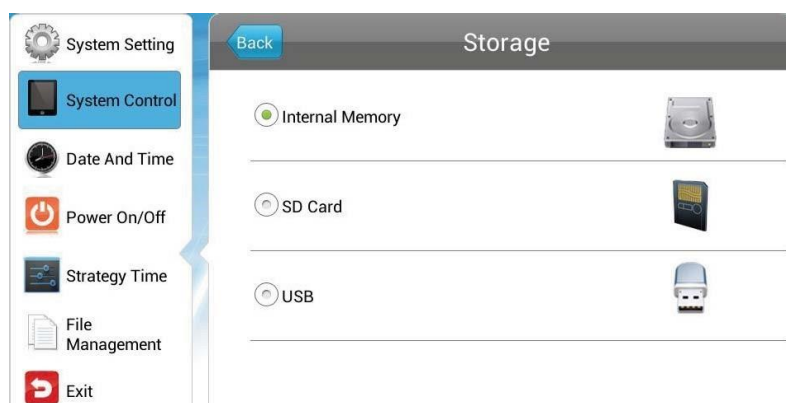 System Setting
System Control
Date And Time
Power On/Off
Strategy Time
File
Management
Exit
Back
Storage
Internal Memory
SD Card
USB